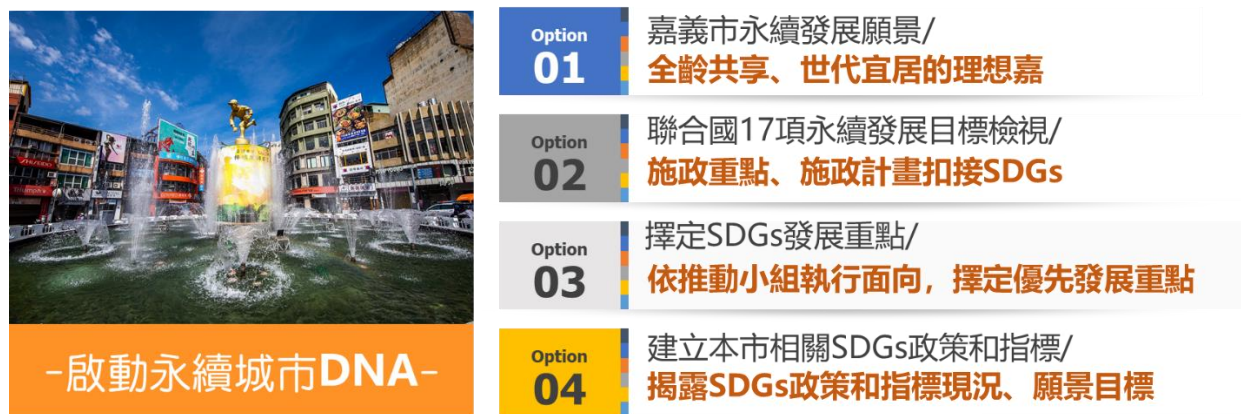 SHISEIDO
Triumph
-啟動永續城市DNA-
Option
01
嘉義市永續發展願景/
全齡共享、世代宜居的理想嘉
Option
02
聯合國17項永續發展目標檢視/
施政重點、施政計畫扣接SDGs
Option
03
擇定SDGs發展重點/
依推動小組執行面向，擇定優先發展重點
Option
04
建立本市相關SDGs政策和指標/
揭露SDGs政策和指標現況、願景目標